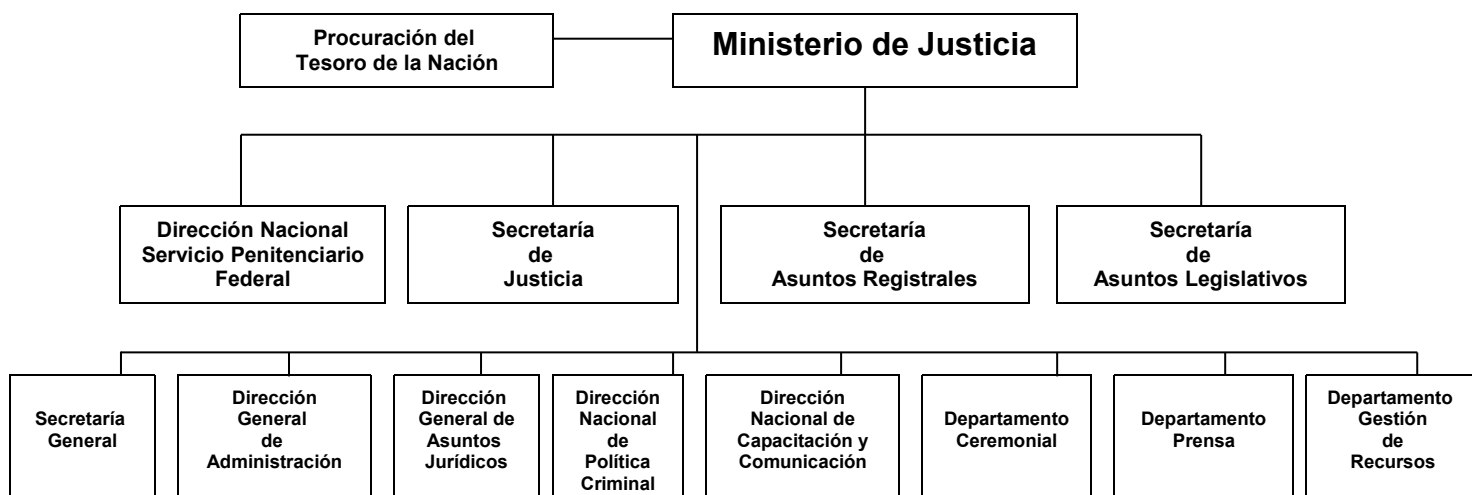 Procuración del
Tesoro de la Nación
Ministerio de Justicia
Dirección Nacional
Servicio Penitenciario
Federal
Secretaría
de
Justicia
Secretaría
de
Asuntos Registrales
Secretaría
de
Asuntos Legislativos
Secretaría
General
Dirección
General
de
Administración
Dirección
General de
Asuntos
Jurídicos
Dirección
Nacional
de
Política
Criminal
Dirección
Nacional de
Capacitación y
Comunicación
Departamento
Ceremonial
Departamento
Prensa
Departamento
Gestión
de
Recursos